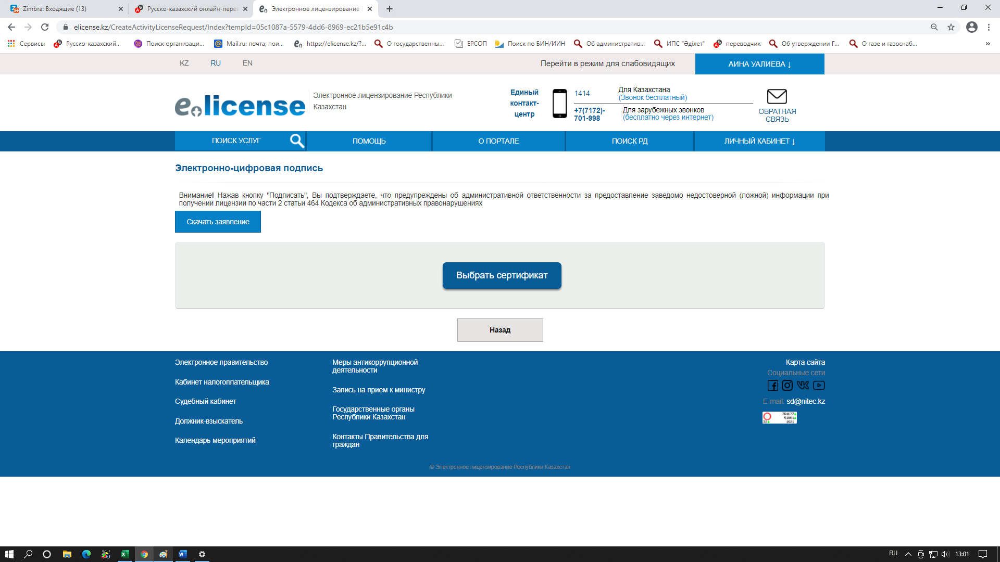 Zimbra: Входящие (13)
Русско-казахский онлайн-перев
Электронное лицензирование
elicense.kz/CreateActivityLicenseRequest/Index?tempId=05c1087a-5579-4dd6-8969-ec21b5e91c4b
Сервисы
Русско-казахский...
Поиск организаци...
Mail.ru: почта, пои...
https://elicense.kz/?...
О государственны...
ЕРСОП
Поиск по БИН/ИИН
Об административ...
ИПС "Әділет"
переводчик
Об утверждении Г...
О газе и газоснаб...
KZ RU EN
Перейти в режим для слабовидящих
АИНА УАЛИЕВА ↓
e.license
Электронное лицензирование Республики
Казахстан
Единый
контакт-
центр
1414
Для Казахстана
(Звонок бесплатный)
+7(7172)-
701-998
Для зарубежных звонков
(бесплатно через интернет)
ОБРАТНАЯ
СВЯЗЬ
ПОИСК УСЛУГ
ПОМОЩЬ
О ПОРТАЛЕ
ПОИСК РД
ЛИЧНЫЙ КАБИНЕТ ↓
Электронно-цифровая подпись
Внимание! Нажав кнопку "Подписать", Вы подтверждаете, что предупреждены об административной ответственности за предоставление заведомо недостоверной (ложной) информации при
получении лицензии по части 2 статьи 464 Кодекса об административных правонарушениях
Скачать заявление
Выбрать сертификат
Назад
Электронное правительство
Кабинет налогоплательщика
Судебный кабинет
Должник-взыскатель
Календарь мероприятий
Меры антикоррупционной
деятельности
Запись на прием к министру
Государственные органы
Республики Казахстан
Контакты Правительства для
граждан
Карта сайта
Социальные сети
E-mail: sd@nitec.kz
750677
51861
32 1821
© Электронное лицензирование Республики Казахстан
RU
13:01